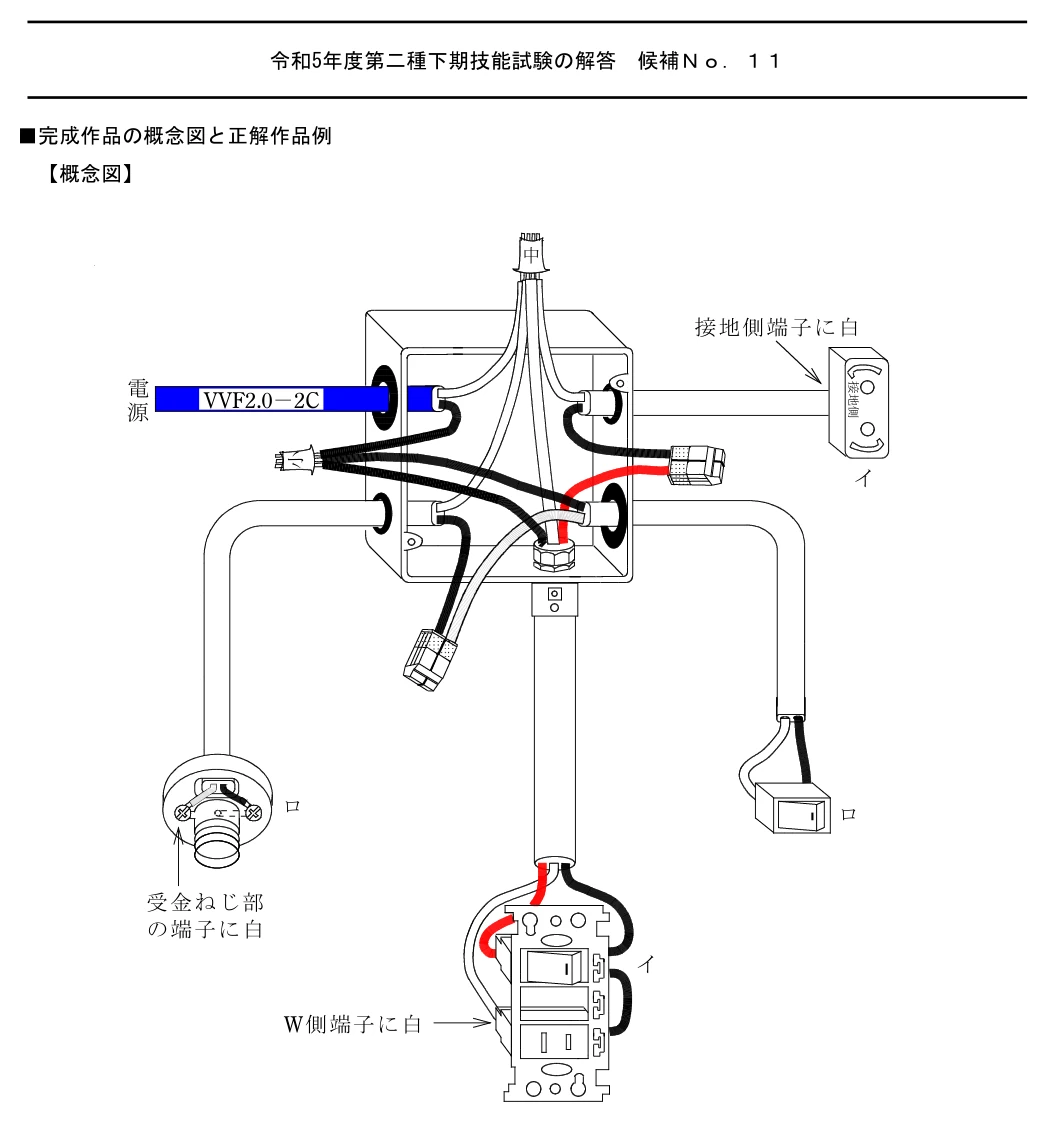 令和5年度第二種下期技能試験の解答　候補Ｎｏ．１１
■完成作品の概念図と正解作品例
【概念図】
中
接地側端子に白
電源
VVF2.0－2C
接地側
小
イ
ロ
ロ
受金ねじ部
の端子に白
イ
W側端子に白